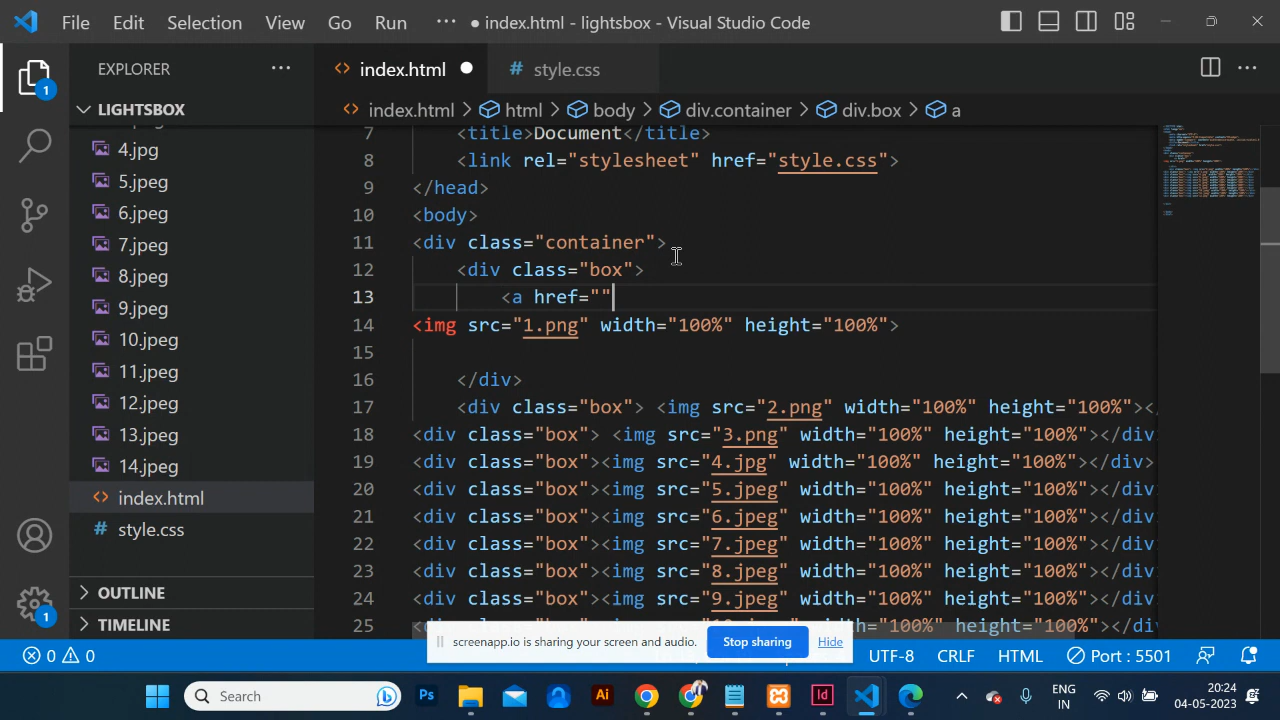 File Edit Selection View Go Run ··· ● index.html - lightsbox - Visual Studio Code
EXPLORER ···
index.html ●
# style.css ···
LIGHTSBOX
index.html > html > body > div.container > div.box > a
4.jpg
5.jpeg
6.jpeg
7.jpeg
8.jpeg
9.jpeg
10.jpeg
11.jpeg
12.jpeg
13.jpeg
14.jpeg
index.html
# style.css
OUTLINE
TIMELINE
1
1
7 <title>Document</title>
8 <link rel="stylesheet" href="style.css">
9 </head>
10 <body>
11 <div class="container">
12 <div class="box">
13 <a href=""
14 <img src="1.png" width="100%" height="100%">
15
16 </div>
17 <div class="box"> <img src="2.png" width="100%" height="100%"></
18 <div class="box"> <img src="3.png" width="100%" height="100%"></div>
19 <div class="box"><img src="4.jpg" width="100%" height="100%"></div>
20 <div class="box"><img src="5.jpeg" width="100%" height="100%"></div
21 <div class="box"><img src="6.jpeg" width="100%" height="100%"></div
22 <div class="box"><img src="7.jpeg" width="100%" height="100%"></div
23 <div class="box"><img src="8.jpeg" width="100%" height="100%"></div
24 <div class="box"><img src="9.jpeg" width="100%" height="100%"></div
25
screenapp.io is sharing your screen and audio. Stop sharing Hide
0 0 UTF-8 CRLF HTML Port : 5501
Search Ps Ai Id
ENG
IN
20:24
04-05-2023